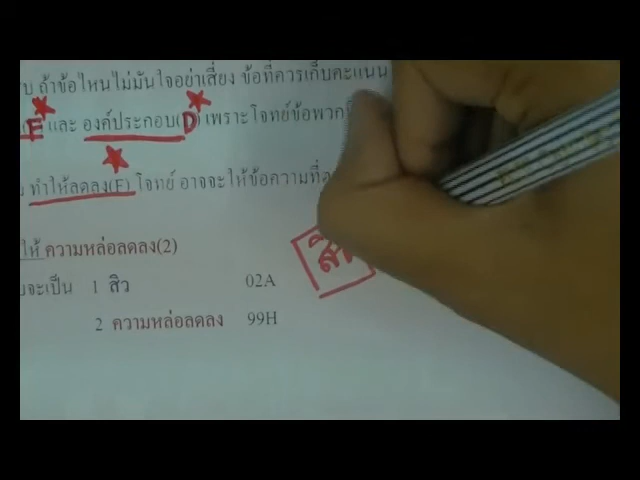 ถ้าข้อไหนไม่มันใจอย่าเสี่ยง ข้อที่ควรเก็บคะแนน
E และ องค์ประกอบ(D) เพราะโจทย์ข้อพวก
ทำให้ลดลง(F) โจทย์ อาจจะให้ข้อความที่
ให้ ความหล่อลดลง(2)
จะเป็น 1 สิว 02A
2 ความหล่อลดลง 99H